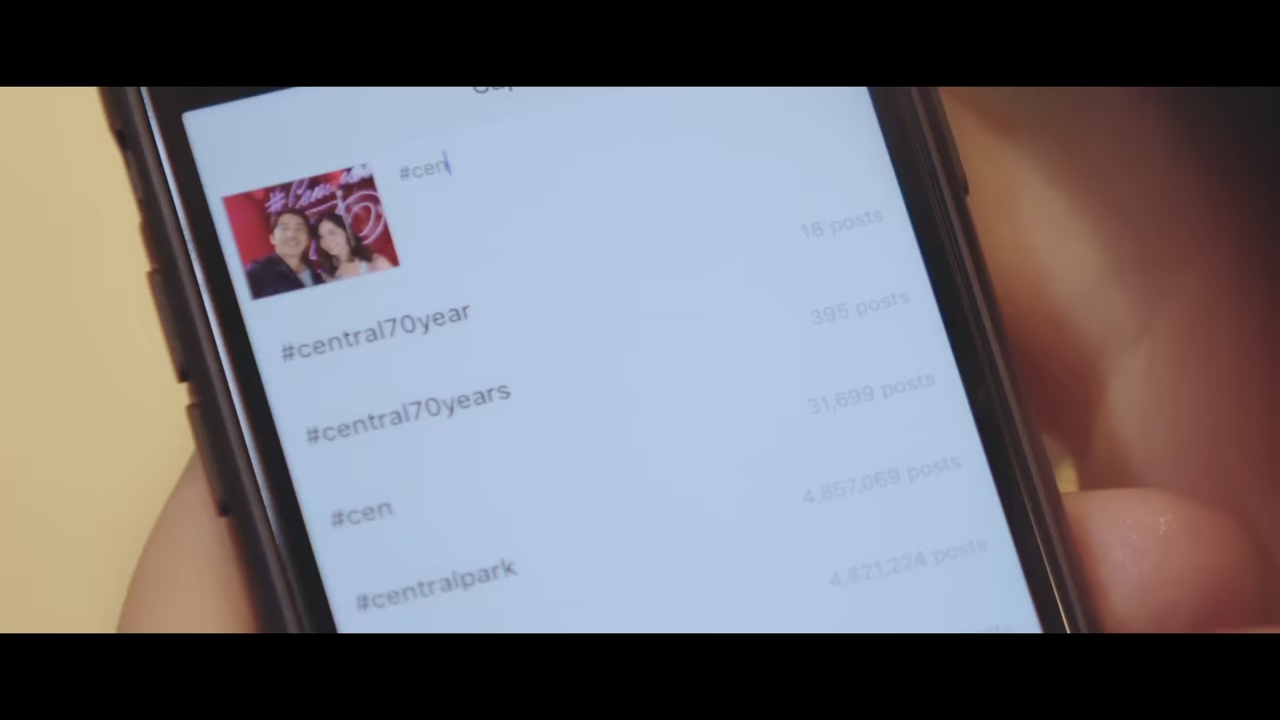 #cen
18 posts
#central70year
395 posts
#central70years
31,699 posts
#cen
4,857,069 posts
#centralpark
4,821,224 posts
posts